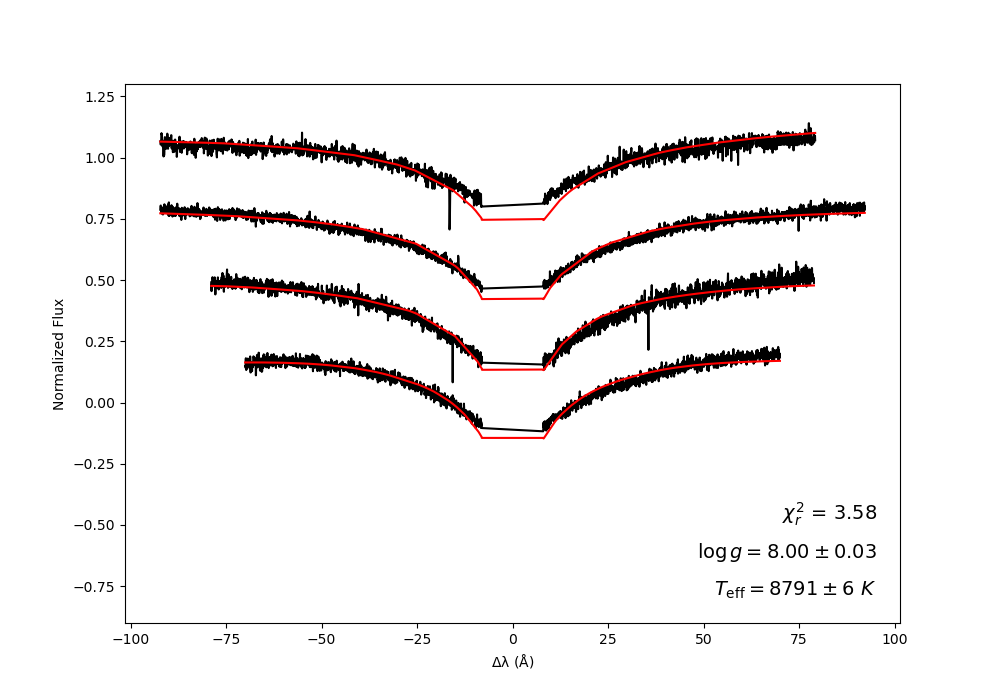 Normalized Flux
1.25
1.00
0.75
0.50
0.25
0.00
−0.25
−0.50
−0.75
χ²ᵣ = 3.58
log g = 8.00 ± 0.03
T_eff = 8791 ± 6 K
−100 −75 −50 −25 0 25 50 75 100
Δλ (Å)